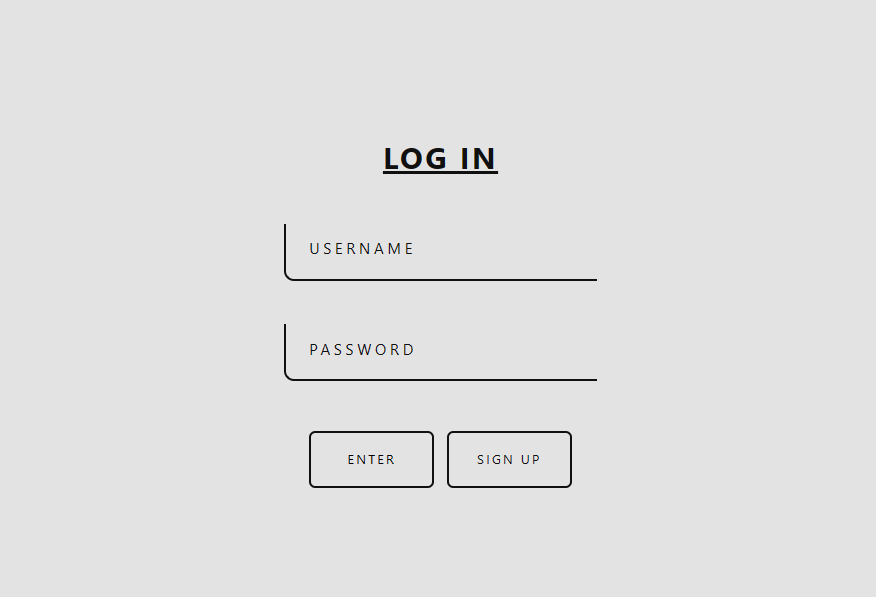 LOG IN
USERNAME
PASSWORD
ENTER
SIGN UP